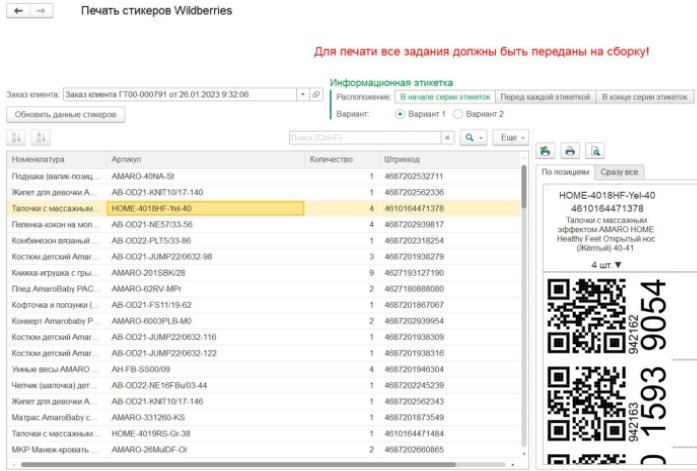 Печать стикеров Wildberries
Для печати все задания должны быть переданы на сборку!
Информационная этикетка
Заказ клиента: Заказ клиента ГТ00-000791 от 26.01.2023 9:32:06
Расположение: В начале серии этикеток Перед каждой этикеткой В конце серии этикеток
Обновить данные стикеров
Вариант: Вариант 1 Вариант 2
Поиск (Ctrl+F) × Еще
По позициям Сразу все
Номенклатура Артикул Количество Штрихкод
Подушка (валик-позиц... AMARO-40NA-St 1 4687202532711
Жилет для девочки A... AB-OD21-KNIT10/17-140 1 4687202562336
Тапочки с массажным... HOME-4018HF-Yel-40 4 4610164471378
Пеленка-кокон на мол... AB-OD21-NE57/33-56 4 4687202939817
Комбинезон вязаный ... AB-OD22-PLT5/33-86 1 4687202318254
Костюм детский Amar... AB-OD21-JUMP22/0632-98 3 4687201938279
Книжка-игрушка с гры... AMARO-201SBK/28 9 4627193127190
Плед AmaroBaby PAC... AMARO-62RV-MPr 2 4627180888080
Кофточка и ползунки (... AB-OD21-FS11/19-62 1 4687201867067
Конверт Amarobaby P... AMARO-6003PLB-M0 2 4687202939954
Костюм детский Amar... AB-OD21-JUMP22/0632-116 1 4687201938309
Костюм детский Amar... AB-OD21-JUMP22/0632-122 1 4687201938316
Умные весы AMARO ... AH-FB-SS00/09 4 4687201946304
Чепчик (шапочка) дет... AB-OD22-NE16FBu/03-44 1 4687202245239
Жилет для девочки A... AB-OD21-KNIT10/17-146 1 4687202562343
Матрас AmaroBaby с... AMARO-331260-KS 2 4687201873549
Тапочки с массажным... HOME-4019RS-Gr-38 1 4610164471484
МКР Манеж-кровать ... AMARO-26MulDF-Ol 2 4687202660865
HOME-4018HF-Yel-40
4610164471378
Тапочки с массажным
эффектом AMARO HOME
Healthy Feet Открытый нос
(Жёлтый) 40-41
4 шт.▼
942162
9054
942163
1593